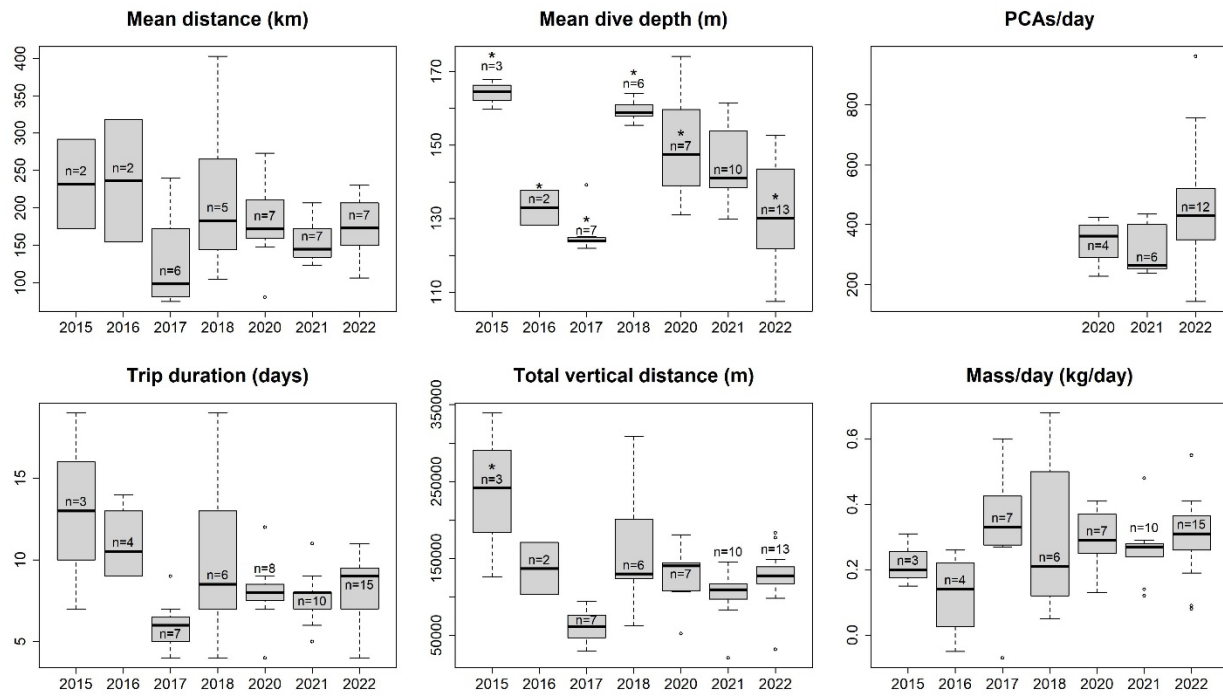 Mean distance (km)
400
350
300
250
200
150
100
n=2
n=2
n=6
n=5
n=7
n=7
n=7
2015 2016 2017 2018 2020 2021 2022
Mean dive depth (m)
170
150
130
110
*
n=3
*
n=2
*
n=7
*
n=6
*
n=7
n=10
*
n=13
2015 2016 2017 2018 2020 2021 2022
PCAs/day
800
600
400
200
n=4
n=6
n=12
2020 2021 2022
Trip duration (days)
15
10
5
n=3
n=4
n=7
n=6
n=8
n=10
n=15
2015 2016 2017 2018 2020 2021 2022
Total vertical distance (m)
350000
250000
150000
50000
*
n=3
n=2
n=7
n=6
n=7
n=10
n=13
2015 2016 2017 2018 2020 2021 2022
Mass/day (kg/day)
0.6
0.4
0.2
0.0
n=3
n=4
n=7
n=6
n=7
n=10
n=15
2015 2016 2017 2018 2020 2021 2022